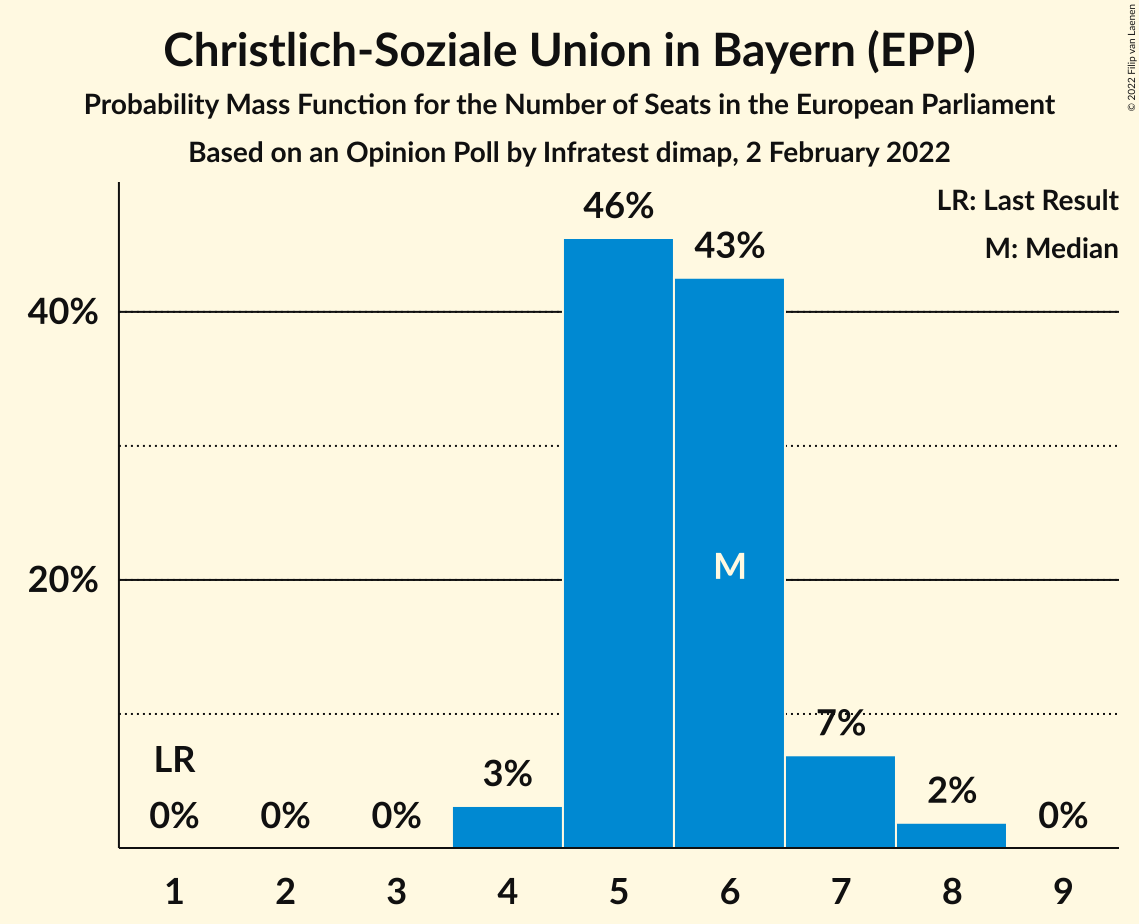 Christlich-Soziale Union in Bayern (EPP)
Probability Mass Function for the Number of Seats in the European Parliament
Based on an Opinion Poll by Infratest dimap, 2 February 2022
© 2022 Filip van Laenen
LR: Last Result
M: Median
46%
43%
40%
M
20%
7%
LR
3%
2%
0% 0% 0% 0%
1 2 3 4 5 6 7 8 9